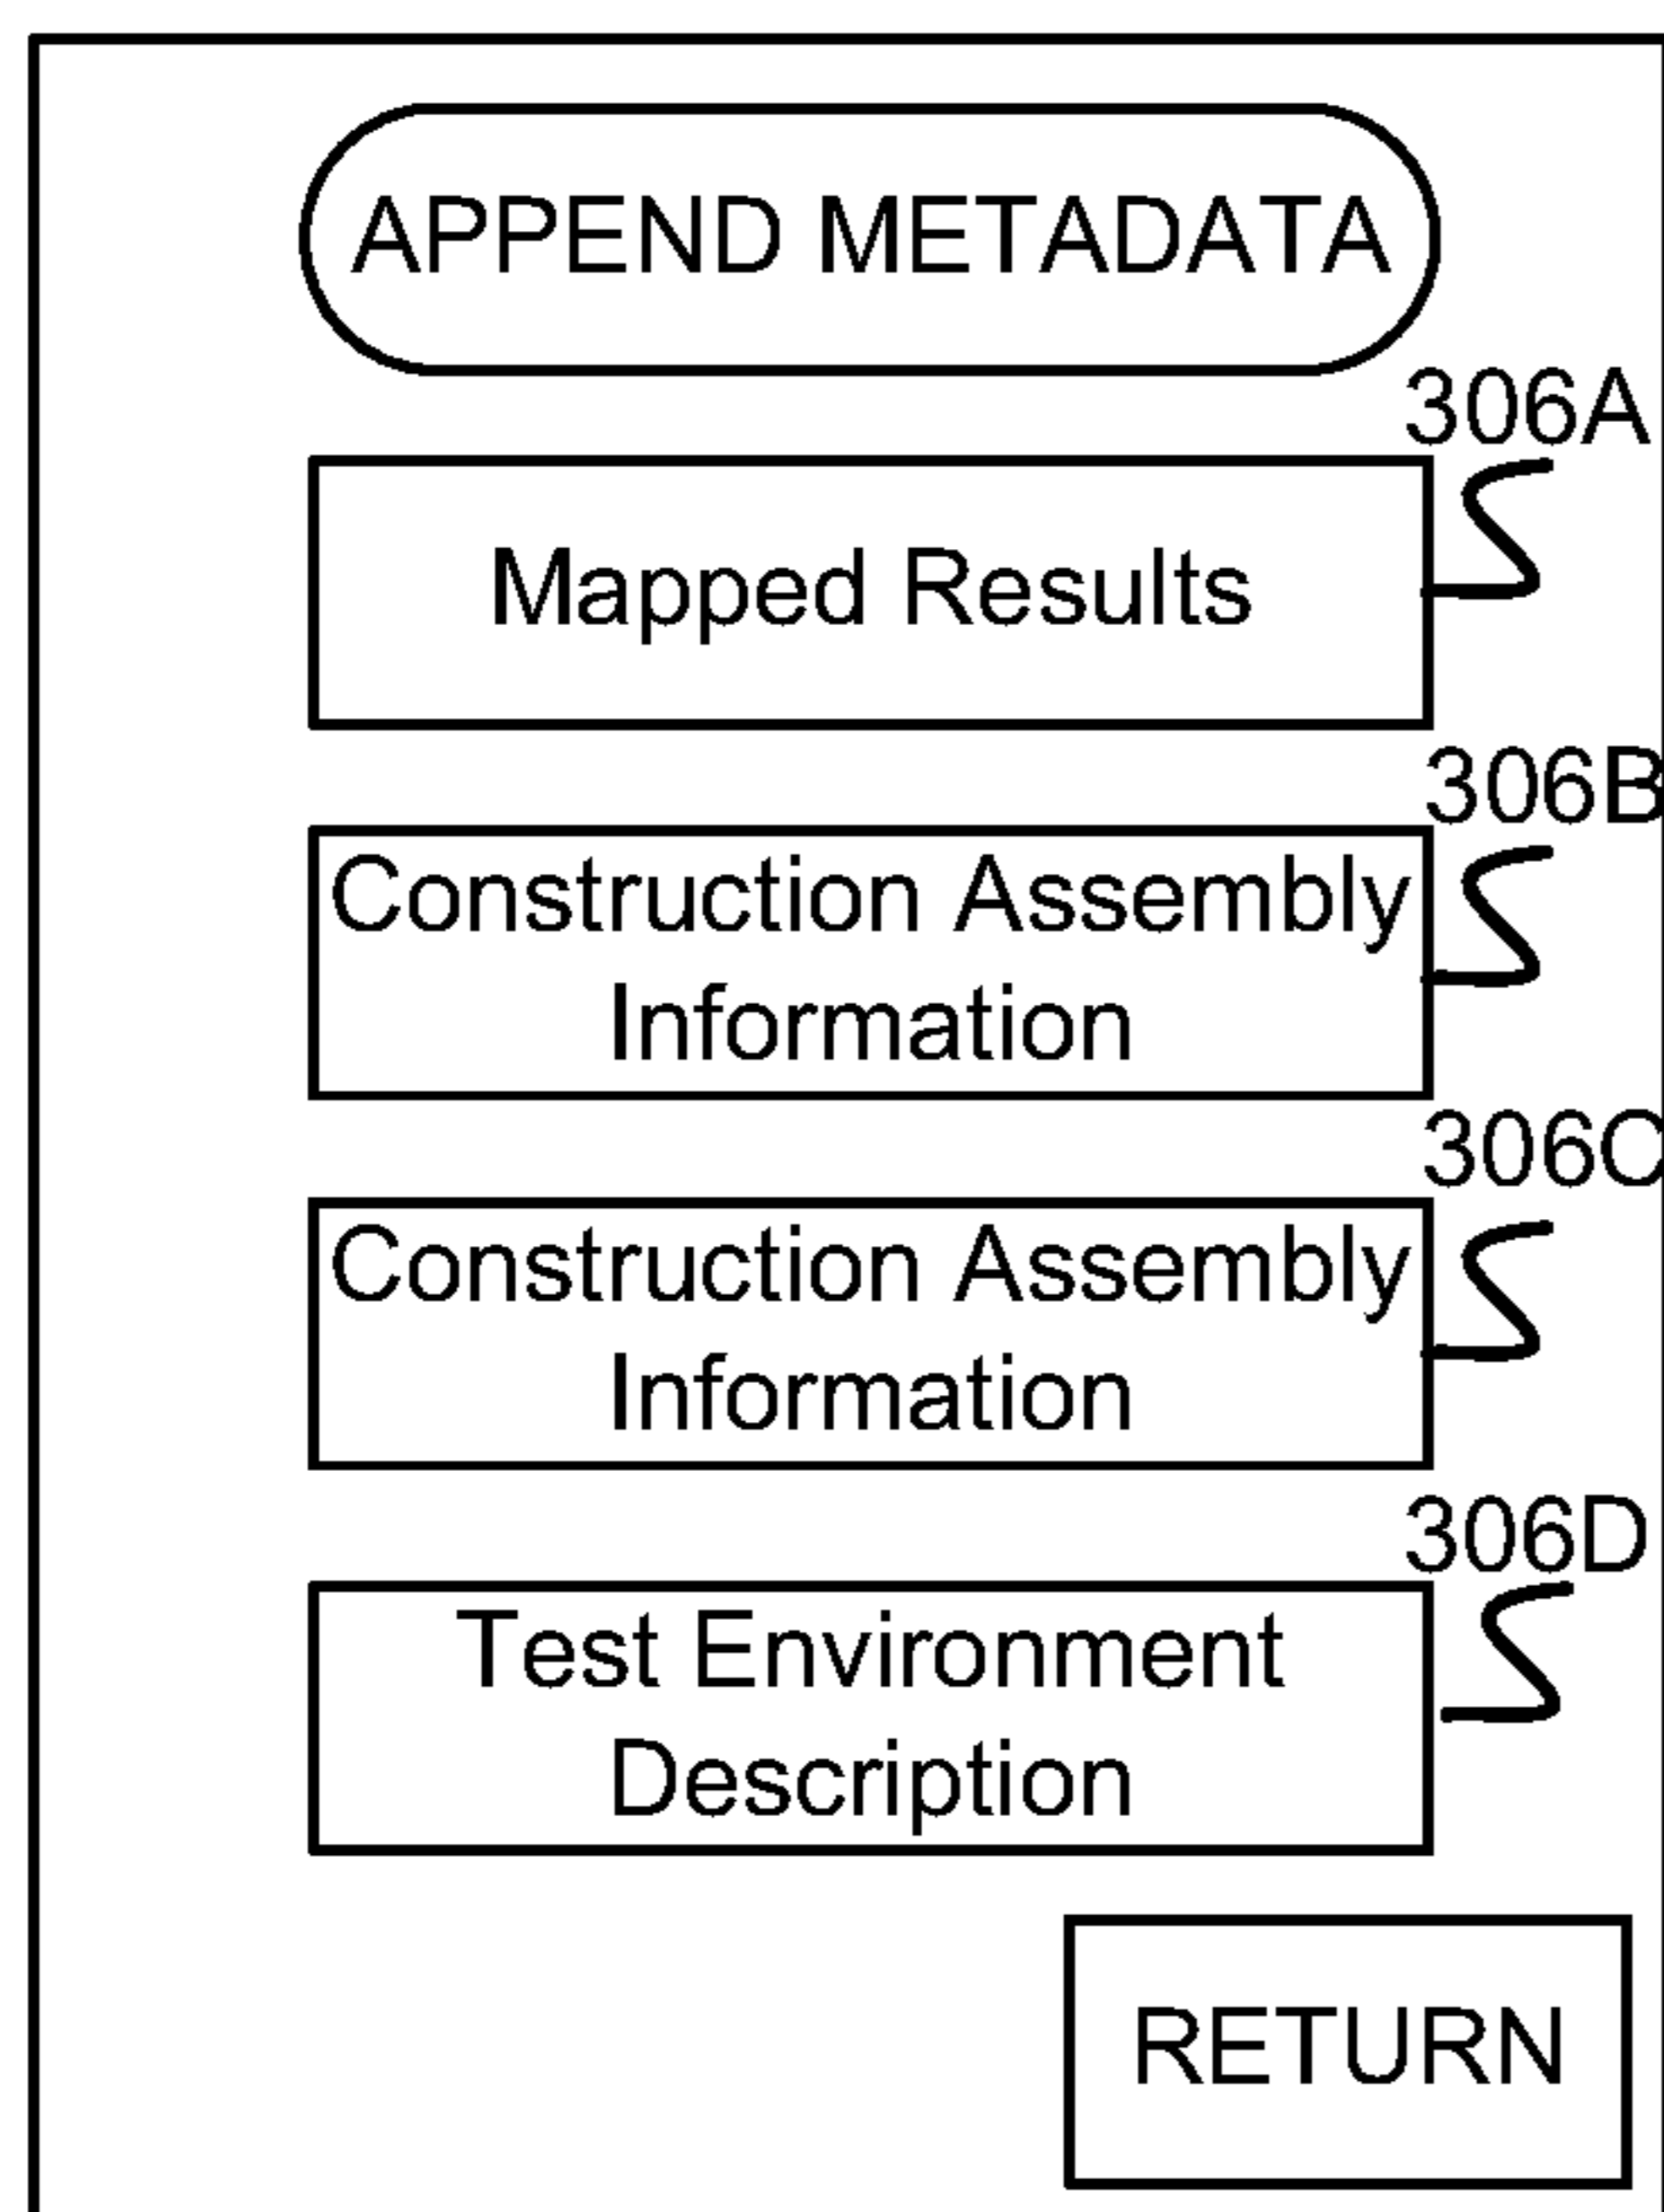 APPEND METADATA
306A
Mapped Results
306B
Construction Assembly
Information
306C
Construction Assembly
Information
306D
Test Environment
Description
RETURN